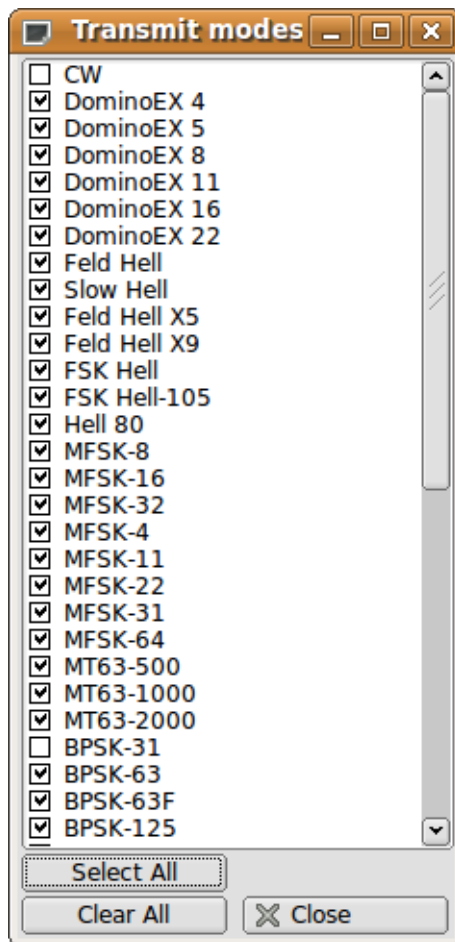 Transmit modes
CW
DominoEX 4
DominoEX 5
DominoEX 8
DominoEX 11
DominoEX 16
DominoEX 22
Feld Hell
Slow Hell
Feld Hell X5
Feld Hell X9
FSK Hell
FSK Hell-105
Hell 80
MFSK-8
MFSK-16
MFSK-32
MFSK-4
MFSK-11
MFSK-22
MFSK-31
MFSK-64
MT63-500
MT63-1000
MT63-2000
BPSK-31
BPSK-63
BPSK-63F
BPSK-125
Select All
Clear All
Close